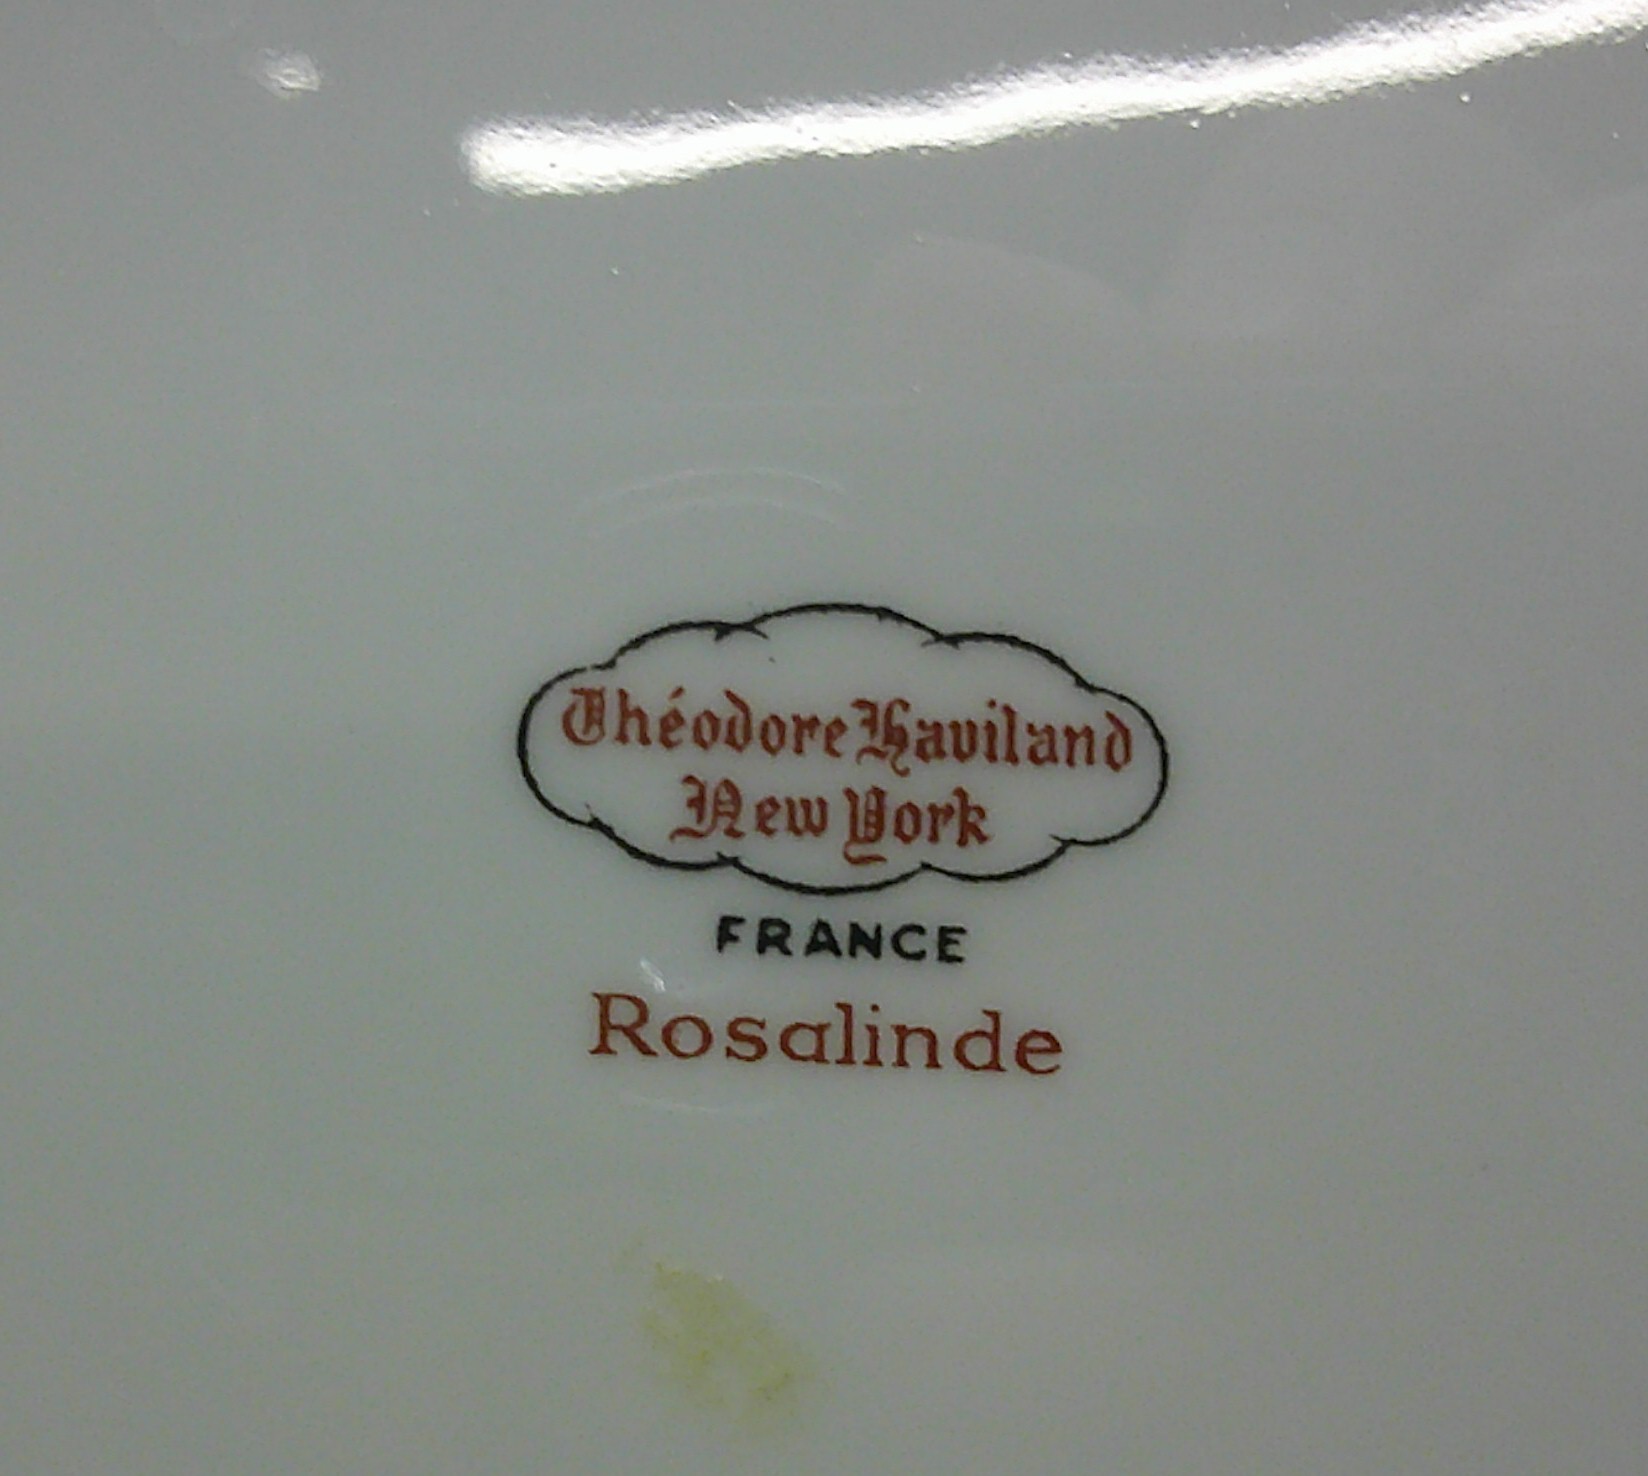 Théodore Haviland
New York
FRANCE
Rosalinde